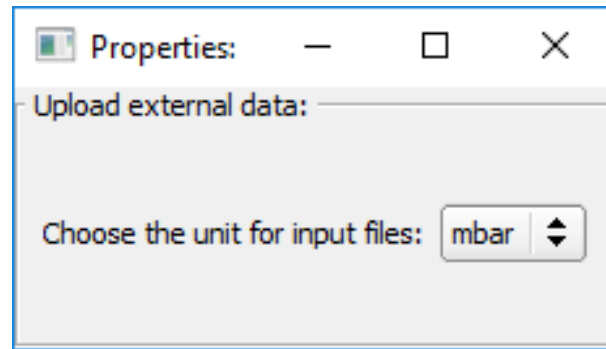 Properties:
Upload external data:
Choose the unit for input files: mbar